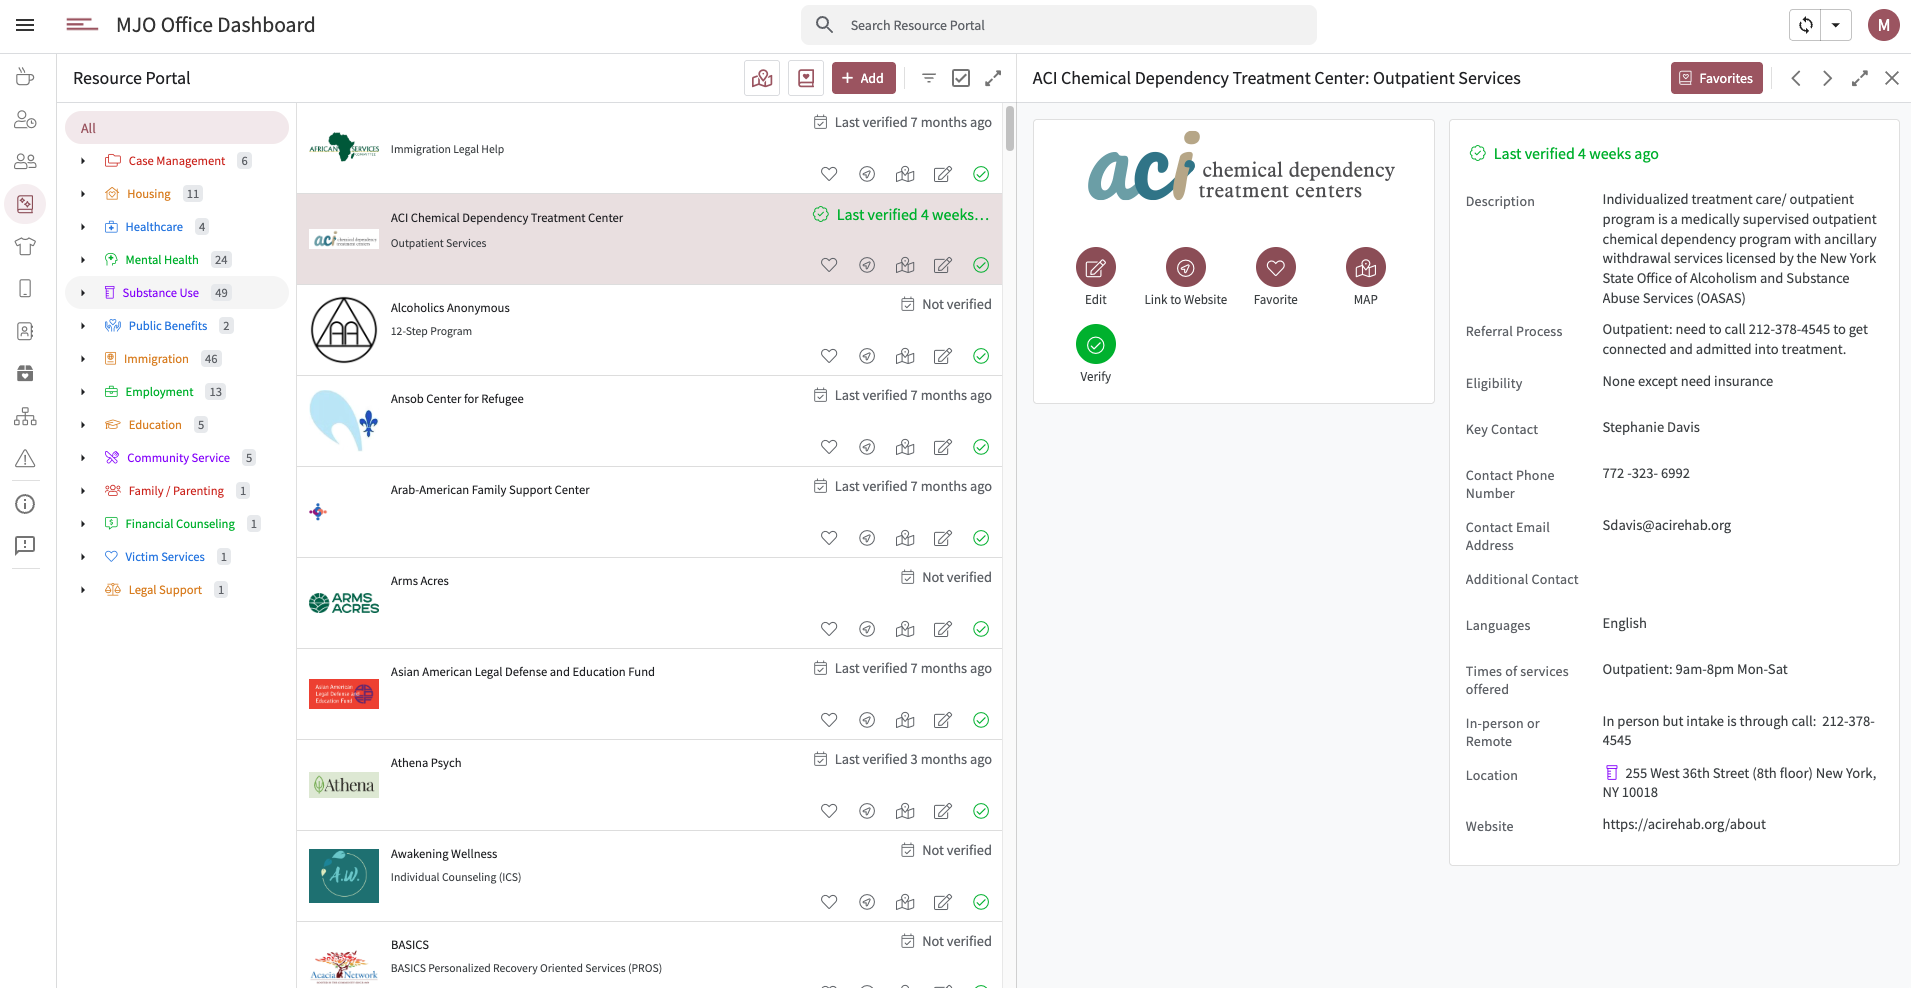 MJO Office Dashboard
Search Resource Portal
M
Resource Portal
Add
ACI Chemical Dependency Treatment Center: Outpatient Services
Favorites
All
Case Management 6
Housing 11
Healthcare 4
Mental Health 24
Substance Use 49
Public Benefits 2
Immigration 46
Employment 13
Education 5
Community Service 5
Family / Parenting 1
Financial Counseling 1
Victim Services 1
Legal Support 1
AFRICAN SERVICES
Last verified 7 months ago
Immigration Legal Help
ACI Chemical Dependency Treatment Center
Last verified 4 weeks...
aci chemical dependency
treatment centers
Outpatient Services
Alcoholics Anonymous
Not verified
AA
12-Step Program
Ansob Center for Refugee
Last verified 7 months ago
Arab-American Family Support Center
Last verified 7 months ago
Arms Acres
Not verified
ARMS
ACRES
Asian American Legal Defense and Education Fund
Last verified 7 months ago
Asian American
Legal Defense and
Education Fund
Athena Psych
Last verified 3 months ago
Athena
Awakening Wellness
Not verified
A.W.
Individual Counseling (ICS)
BASICS
Not verified
BASICS Personalized Recovery Oriented Services (PROS)
Acacia Network
aci chemical dependency
treatment centers
Edit
Link to Website
Favorite
MAP
Verify
Last verified 4 weeks ago
Description
Individualized treatment care/ outpatient
program is a medically supervised outpatient
chemical dependency program with ancillary
withdrawal services licensed by the New York
State Office of Alcoholism and Substance
Abuse Services (OASAS)
Referral Process
Outpatient: need to call 212-378-4545 to get
connected and admitted into treatment.
Eligibility
None except need insurance
Key Contact
Stephanie Davis
Contact Phone
Number
772 -323- 6992
Contact Email
Address
Sdavis@acirehab.org
Additional Contact
Languages
English
Times of services
offered
Outpatient: 9am-8pm Mon-Sat
In-person or
Remote
In person but intake is through call: 212-378-
4545
Location
255 West 36th Street (8th floor) New York,
NY 10018
Website
https://acirehab.org/about